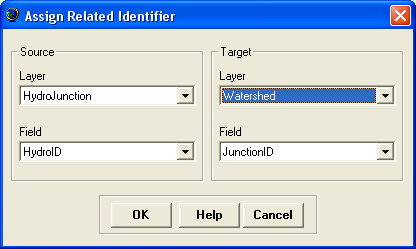 Assign Related Identifier
Source
Layer
HydroJunction
Field
HydroID
Target
Layer
Watershed
Field
JunctionID
OK
Help
Cancel